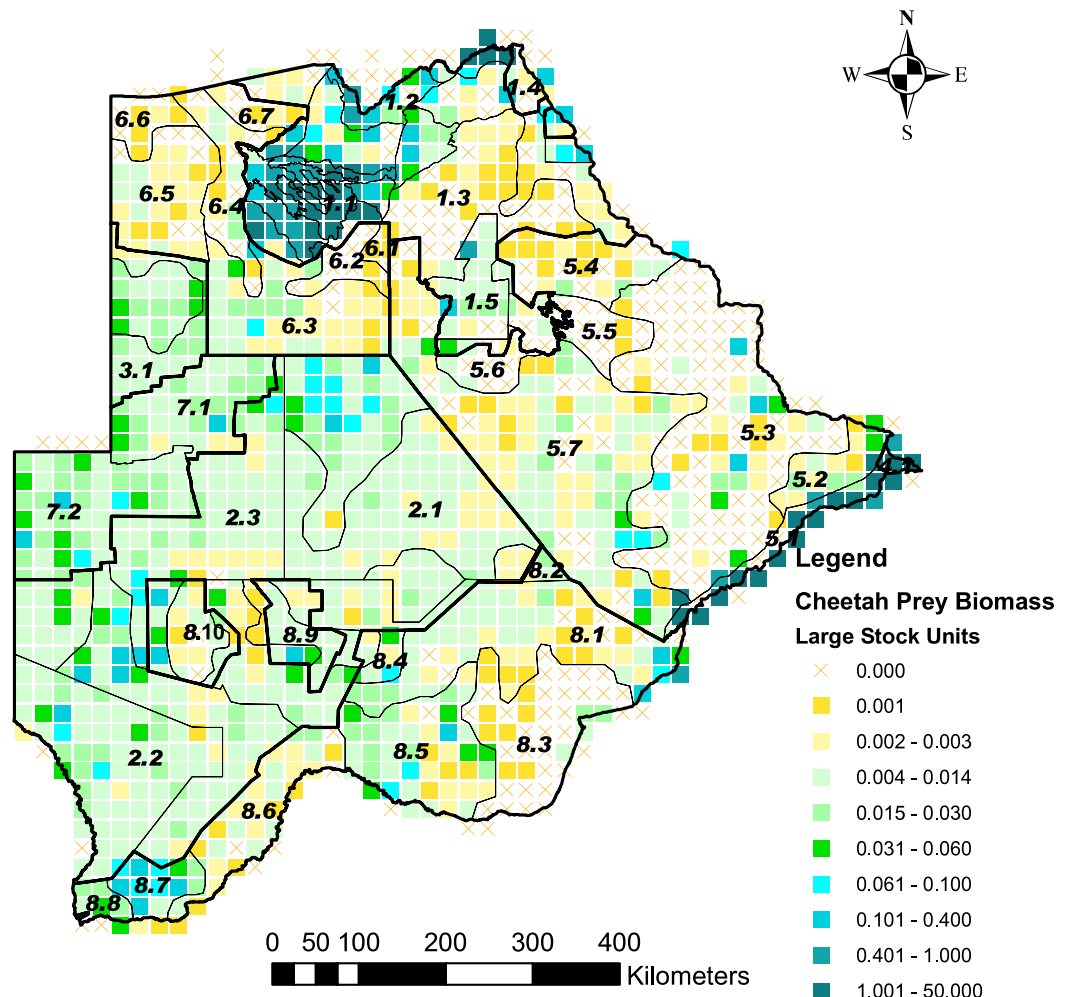 N
W E
S
1.4
1.2
6.7
6.6
6.5
6.4
1.1
1.3
6.1
6.2
5.4
1.5
6.3
5.5
3.1
5.6
7.1
5.3
5.7
5.2
7.2
2.3
2.1
5.1
Legend
8.2
Cheetah Prey Biomass
8.10
8.9
8.1
Large Stock Units
8.4
0.000
0.001
2.2
8.5
8.3
0.002 - 0.003
0.004 - 0.014
8.6
0.015 - 0.030
0.031 - 0.060
8.7
0.061 - 0.100
8.8
0.101 - 0.400
0 50 100 200 300 400
Kilometers
0.401 - 1.000
1.001 - 50.000